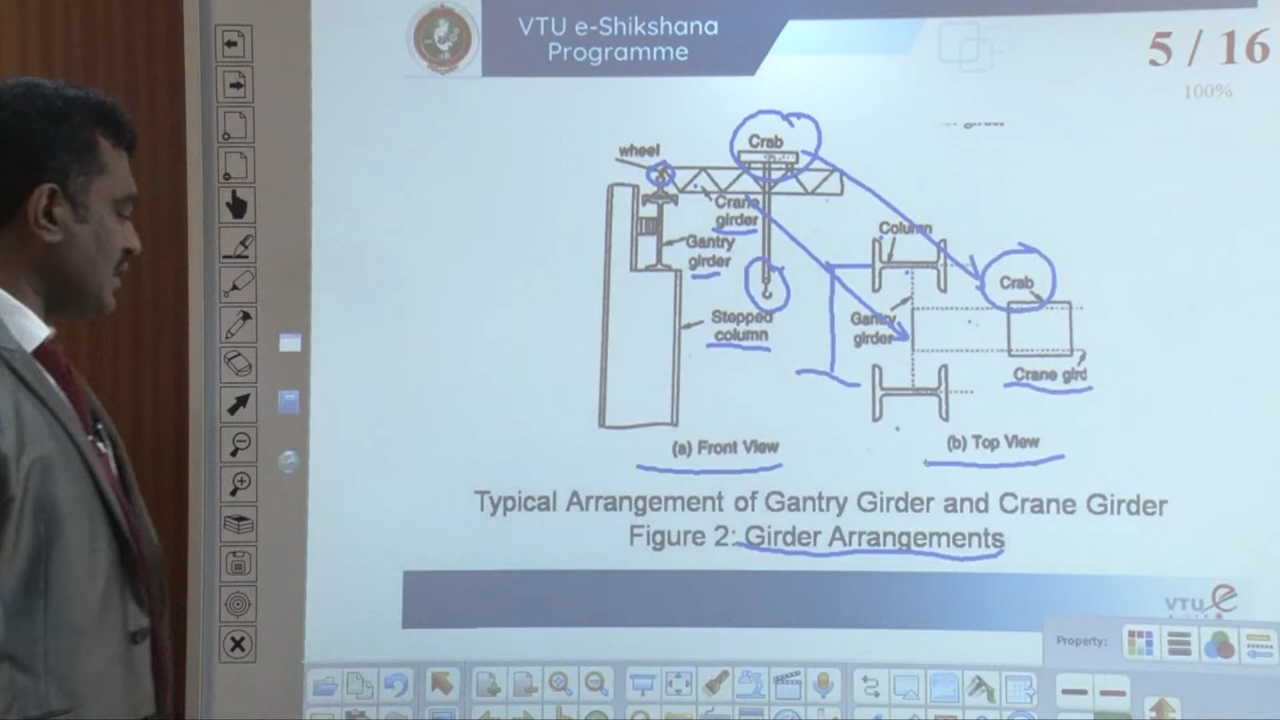 VTU e-Shikshana
Programme
5 / 16
100%
wheel
Crab
Crane
girder
Gantry
girder
Stepped
column
(a) Front View
Column
Crab
Gantry
girder
Crane gird
(b) Top View
Typical Arrangement of Gantry Girder and Crane Girder
Figure 2: Girder Arrangements
VTU e
Property: